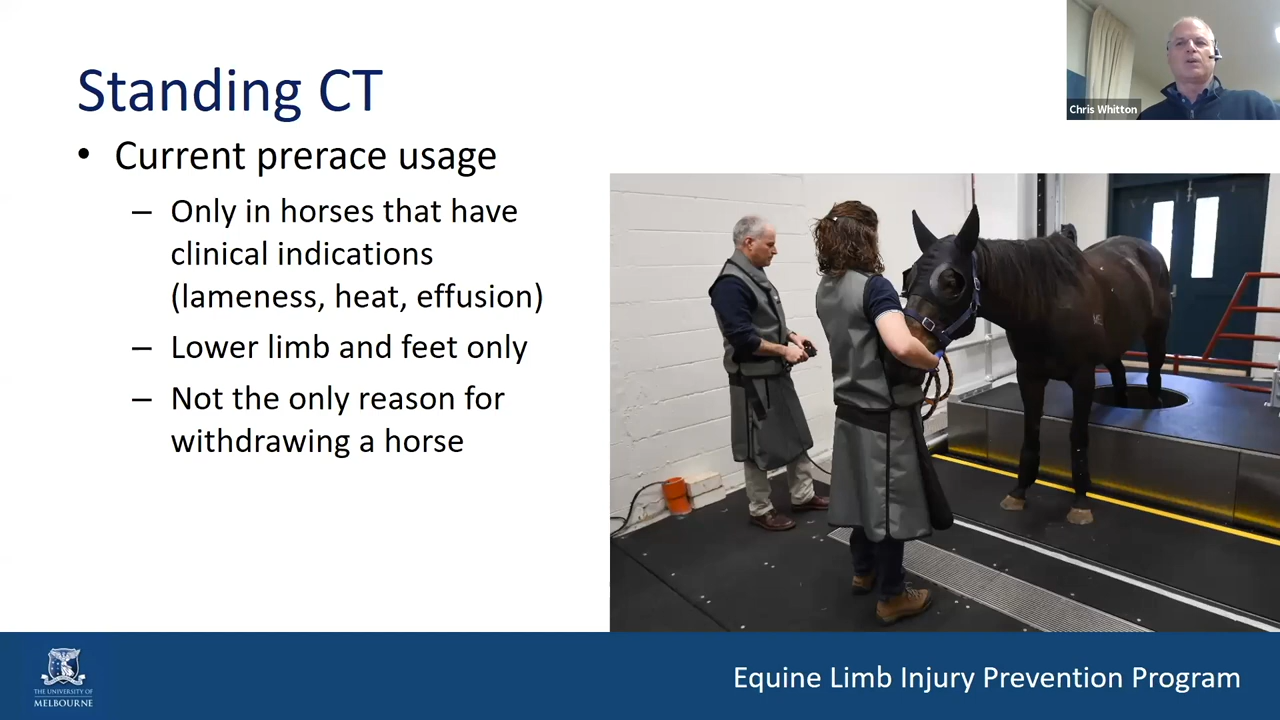 Standing CT
• Current prerace usage
– Only in horses that have
clinical indications
(lameness, heat, effusion)
– Lower limb and feet only
– Not the only reason for
withdrawing a horse
Chris Whitton
THE UNIVERSITY OF
MELBOURNE
Equine Limb Injury Prevention Program